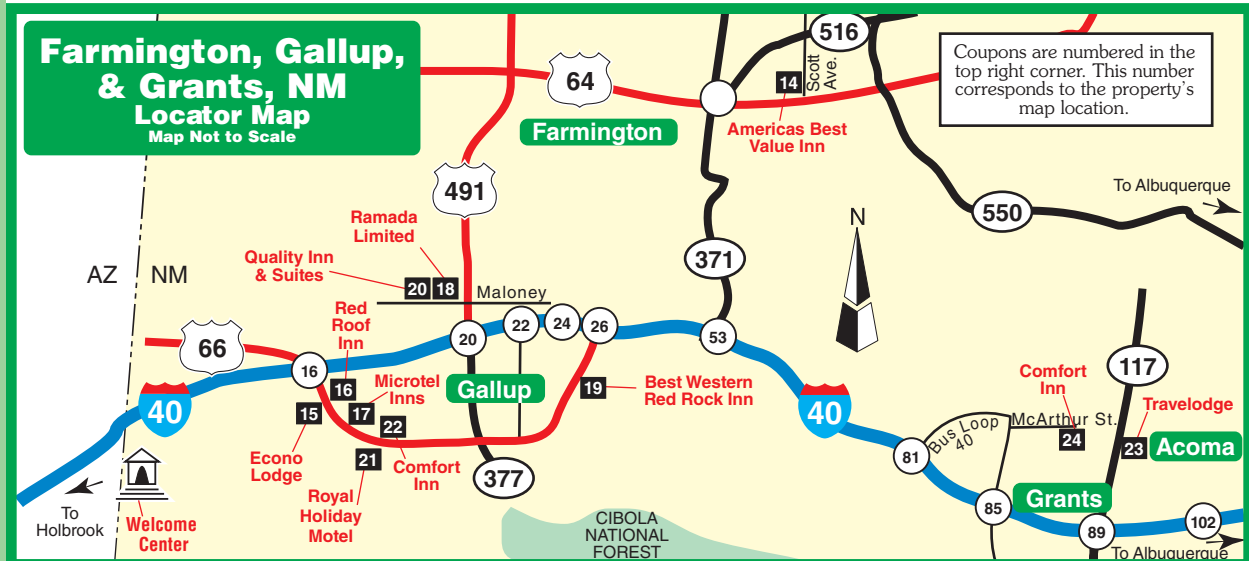 Farmington, Gallup,
& Grants, NM
Locator Map
Map Not to Scale
64
Farmington
516
Scott
Ave.
14
Americas Best
Value Inn
Coupons are numbered in the
top right corner. This number
corresponds to the property's
map location.
491
550
To Albuquerque
N
371
Ramada
Limited
Quality Inn
& Suites
20
18
Maloney
AZ
NM
Red
Roof
Inn
66
16
20
22
24
26
53
40
16
Microtel
Inns
15
17
22
Gallup
19
Best Western
Red Rock Inn
40
117
Comfort
Inn
McArthur St.
24
Travelodge
23
Acoma
Bus Loop
40
81
Econo
Lodge
21
Comfort
Inn
377
Royal
Holiday
Motel
To
Holbrook
Welcome
Center
CIBOLA
NATIONAL
FOREST
Grants
85
89
102
To Albuquerque